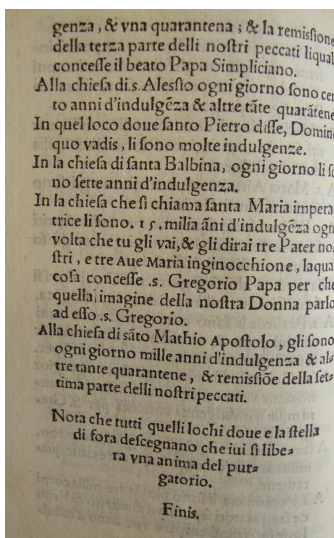 genza, & vna quarantena; & la remissione
della terza parte delli nostri peccati liqual
concesse il beato Papa Simpliciano.
Alla chiesa di.s. Alessio ogni giorno sono cen
to anni d'indulgēza & altre tāte quarātene
In quel loco doue santo Pietro disse, Domine
quo vadis, li sono molte indulgenze.
In la chiesa di santa Balbina, ogni giorno li so
no sette anni d'indulgenza.
In la chiesa che si chiama santa Maria impera
trice li sono. 15. milia āni d'indulgēza ogni
volta che tu gli vai, & gli dirai tre Pater no
stri, e tre Aue Maria inginocchione, laqual
cosa concesse .s. Gregorio Papa per che
quella imagine della nostra Donna parlo
ad esso .s. Gregorio.
Alla chiesa di sāto Mathio Apostolo, gli sono
ogni giorno mille anni d'indulgenza & al-
tre tante quarantene, & remissiōe della set-
tima parte delli nostri peccati.
Nota che tutti quelli lochi doue e la stella
di fora descegnano che iui si libe-
ra vna anima del pur-
gatorio.
Finis.